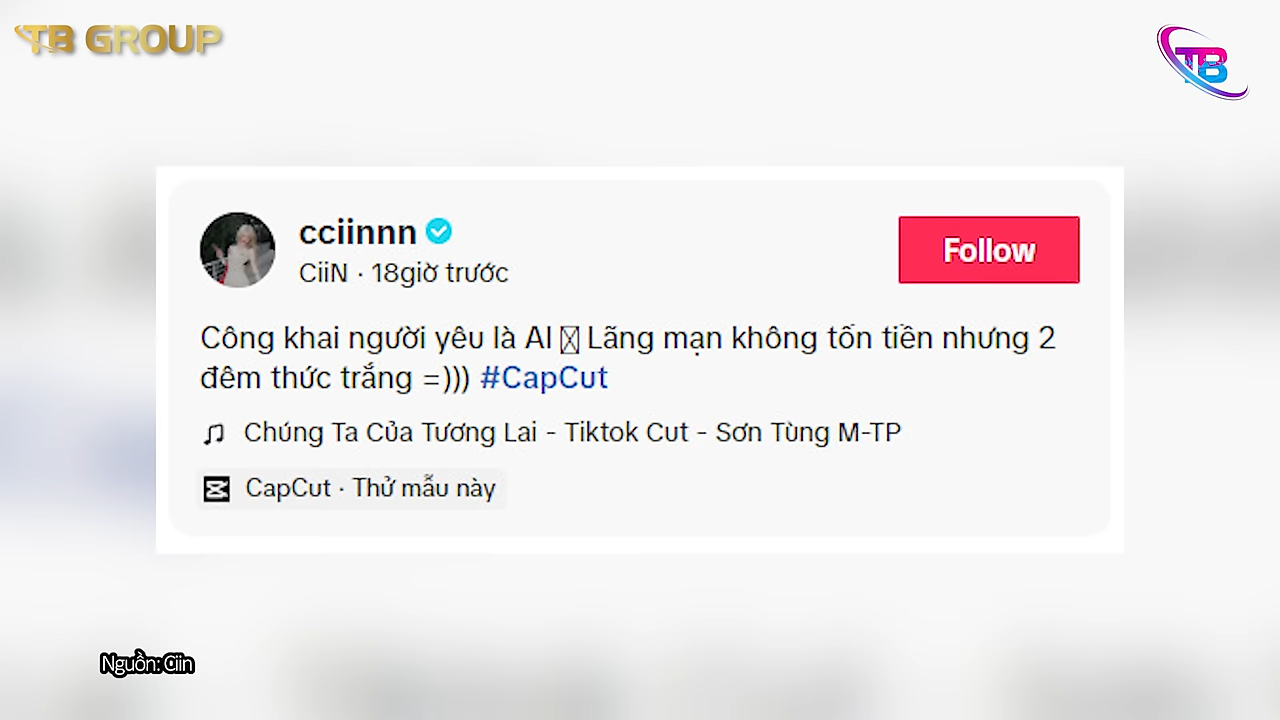 TB GROUP
TB
cciinnn
CiiN · 18giờ trước
Follow
Công khai người yêu là AI Lãng mạn không tốn tiền nhưng 2
đêm thức trắng =))) #CapCut
Chúng Ta Của Tương Lai - Tiktok Cut - Sơn Tùng M-TP
CapCut · Thử mẫu này
Nguồn: Ciin